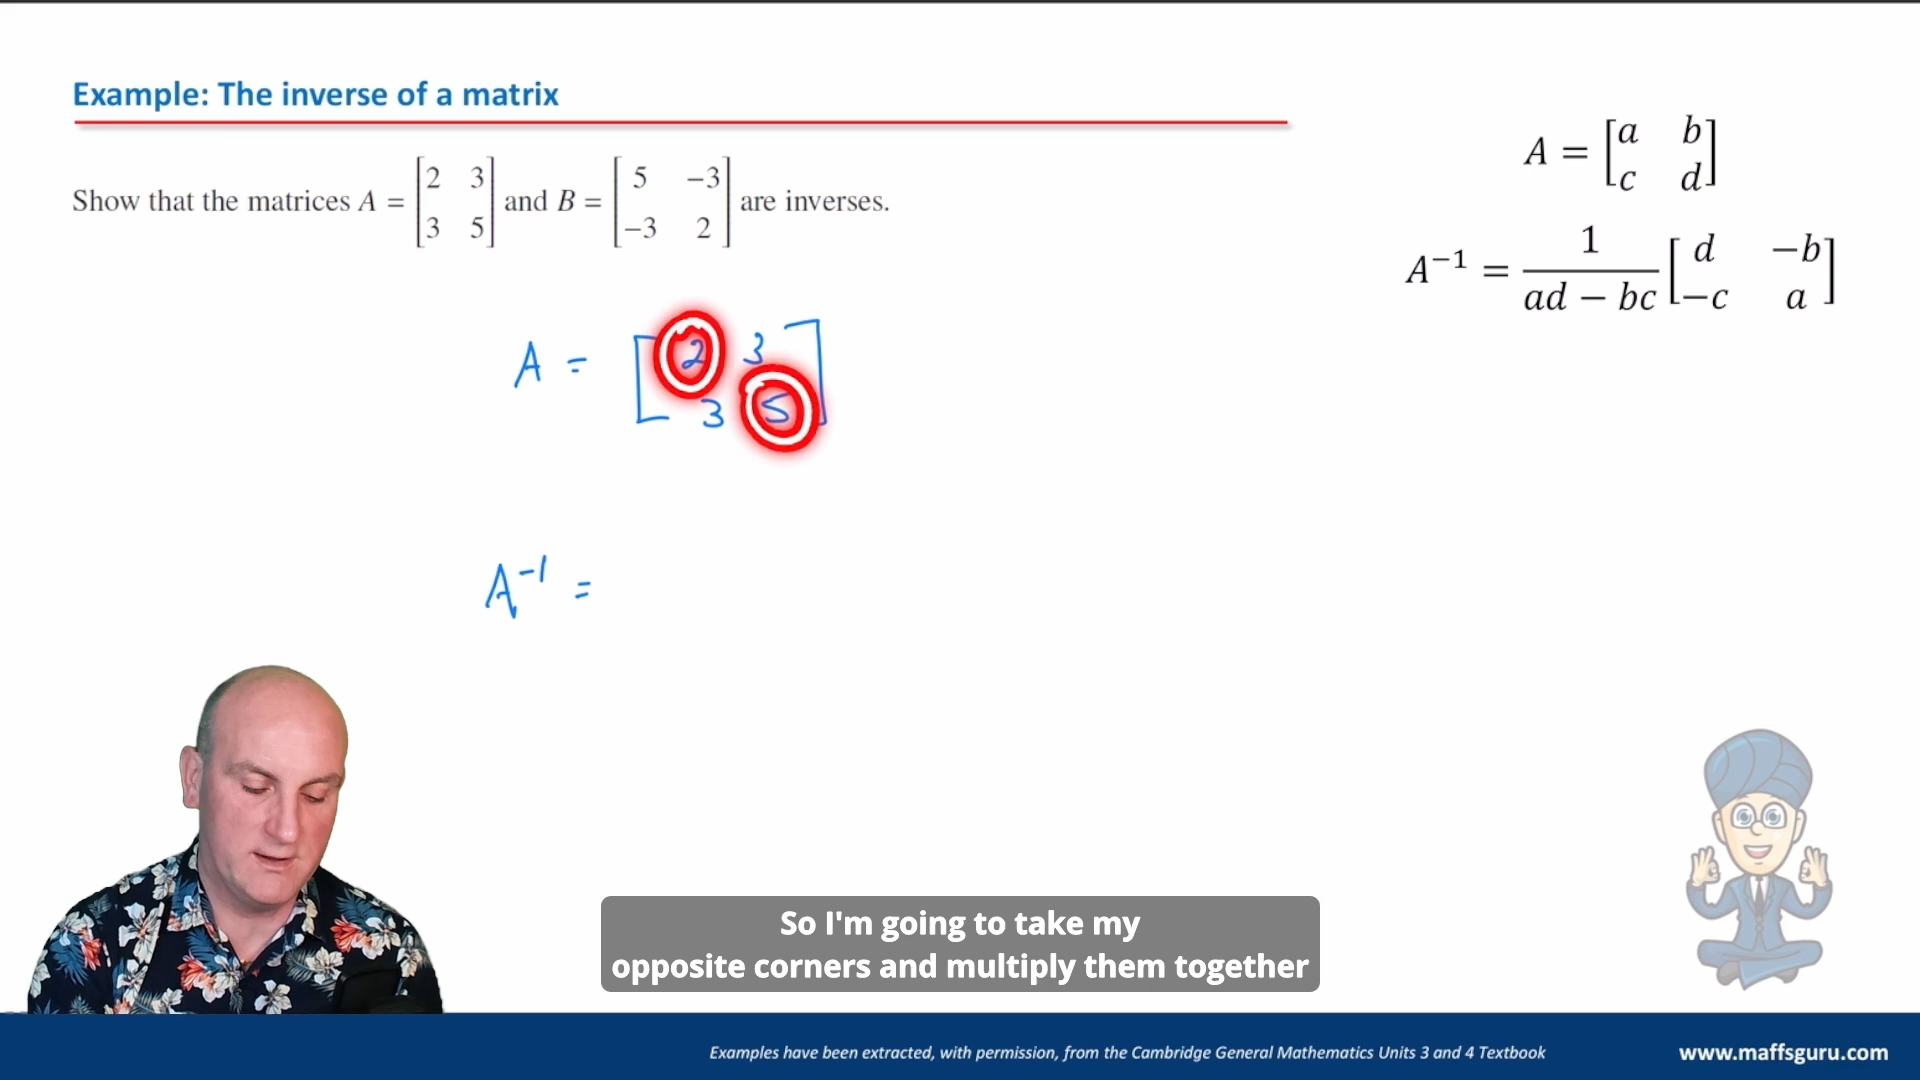 Example: The inverse of a matrix
Show that the matrices A = [2 3 3 5] and B = [5 −3 −3 2] are inverses.
A = [a b c d]
A⁻¹ = 1/(ad − bc) [d −b −c a]
A = [2 3 3 5]
A⁻¹ =
So I'm going to take my
opposite corners and multiply them together
Examples have been extracted, with permission, from the Cambridge General Mathematics Units 3 and 4 Textbook
www.maffsguru.com